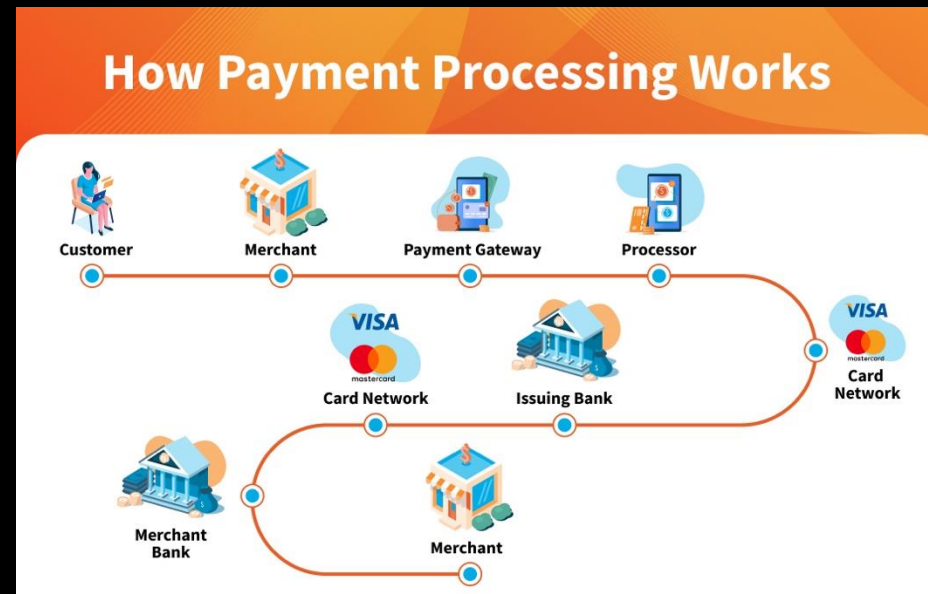 How Payment Processing Works
Customer
Merchant
Payment Gateway
Processor
VISA
mastercard
Card
Network
VISA
mastercard
Card Network
Issuing Bank
Merchant
Bank
Merchant